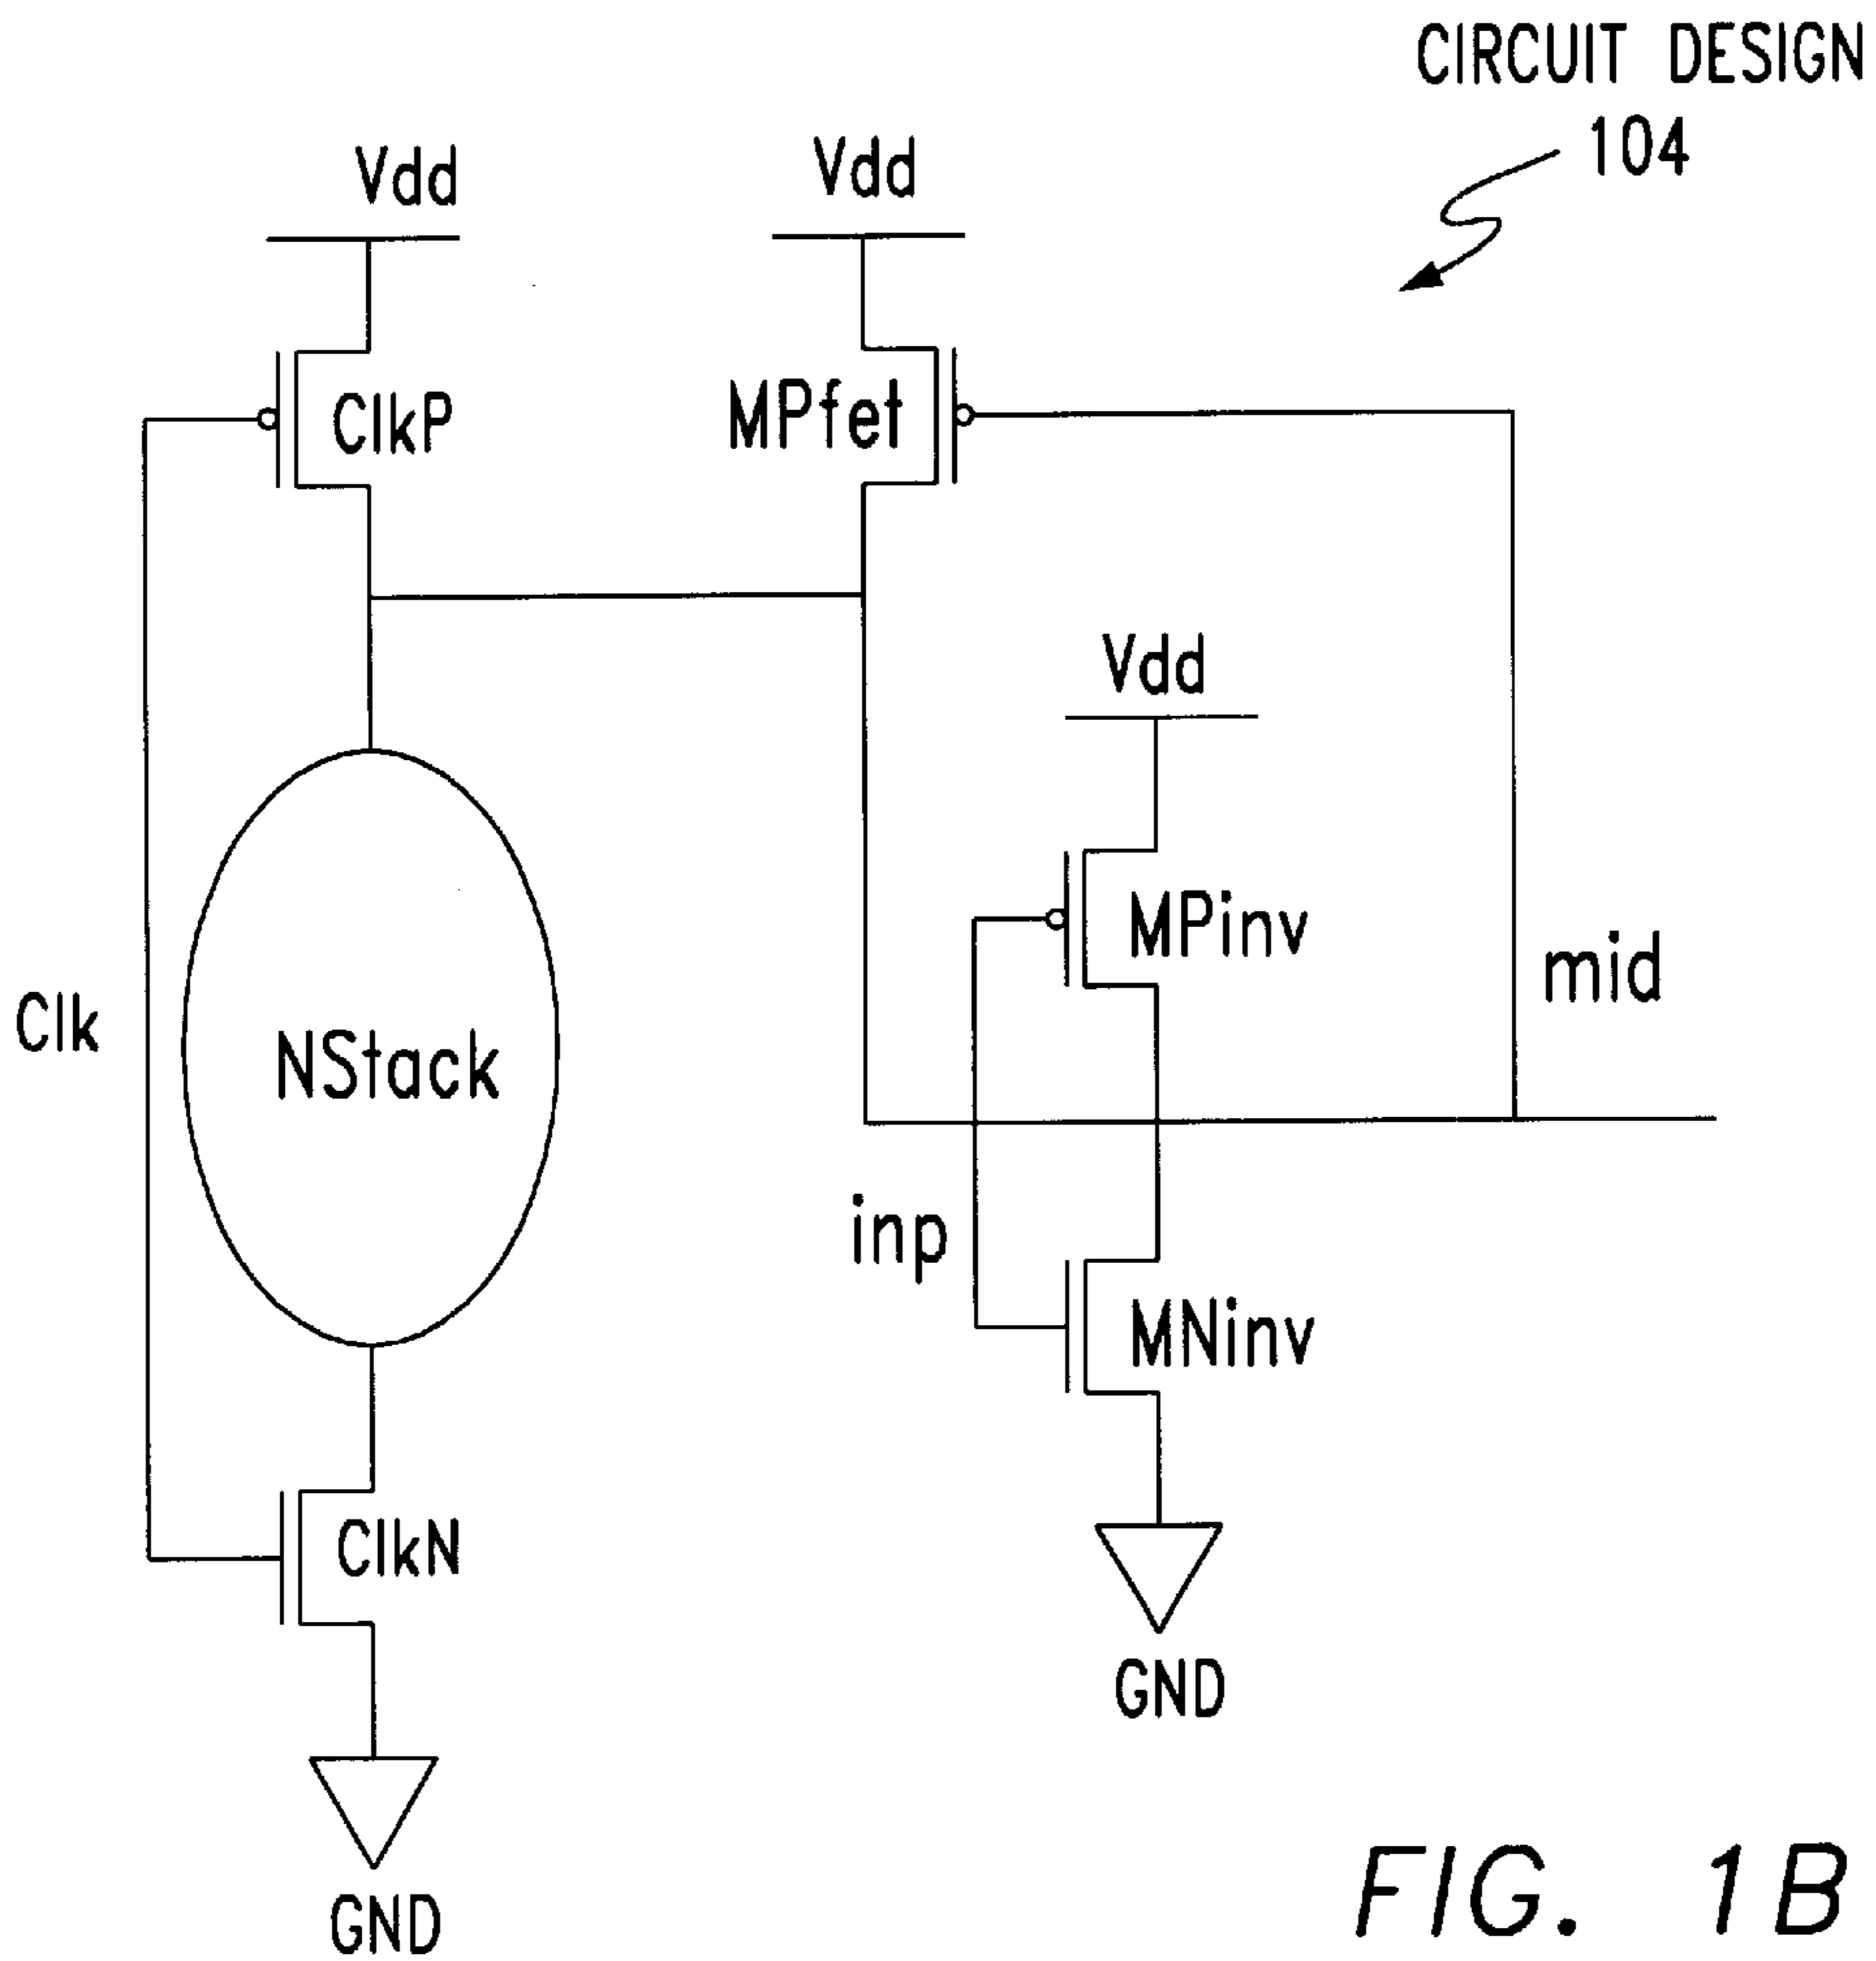 CIRCUIT DESIGN
104
Vdd
Vdd
ClkP
MPfet
Vdd
MPinv
mid
Clk
NStack
inp
MNinv
ClkN
GND
GND
FIG. 1B